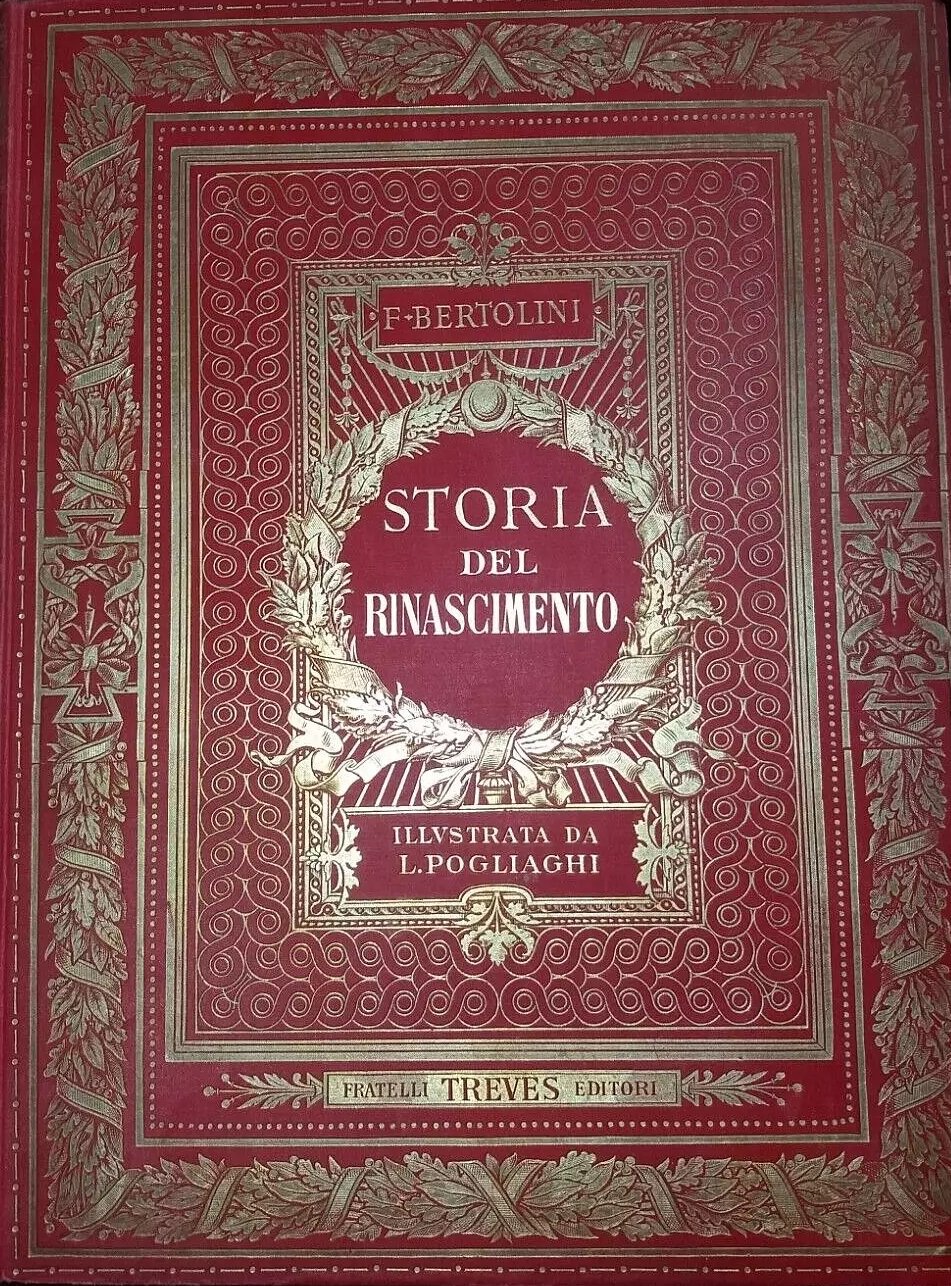 F·BERTOLINI
STORIA
DEL
RINASCIMENTO
ILLVSTRATA DA
L. POGLIAGHI
FRATELLI TREVES EDITORI